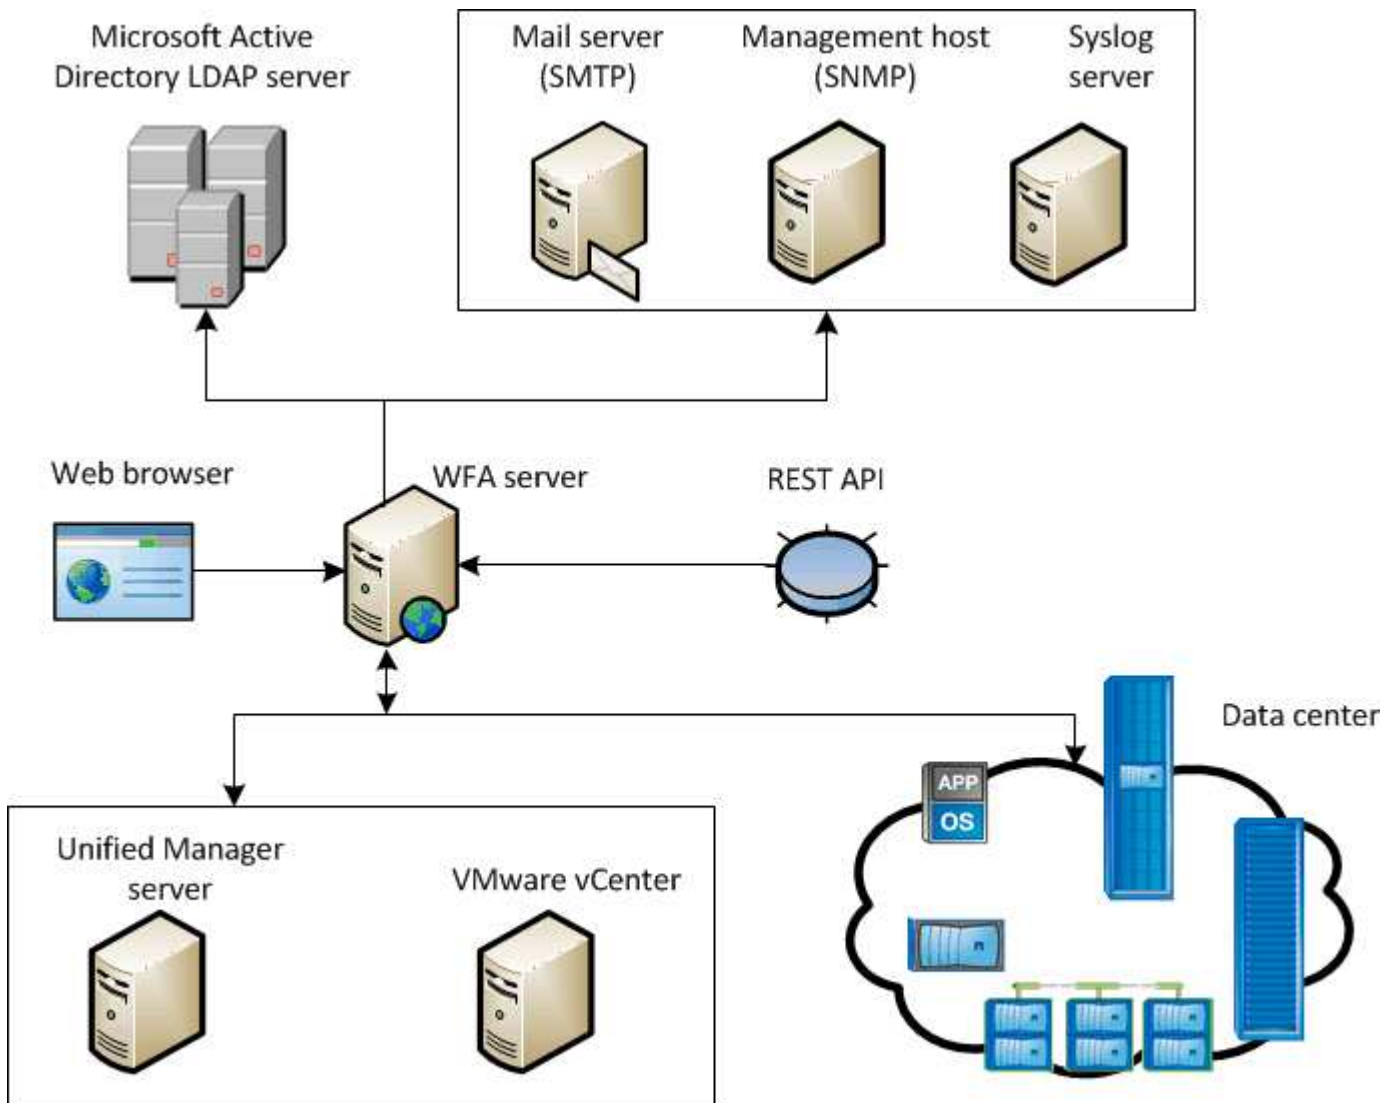 Microsoft Active
Directory LDAP server
Mail server
(SMTP)
Management host
(SNMP)
Syslog
server
Web browser
WFA server
REST API
Data center
APP
OS
Unified Manager
server
VMware vCenter